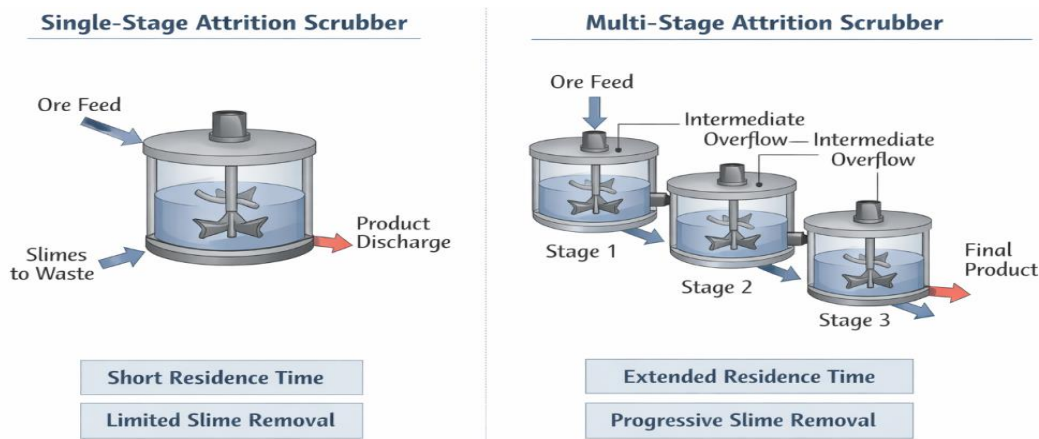 Single-Stage Attrition Scrubber
Ore Feed
Slimes
to Waste
Product
Discharge
Short Residence Time
Limited Slime Removal
Multi-Stage Attrition Scrubber
Ore Feed
Intermediate
Overflow
Intermediate
Overflow
Stage 1
Stage 2
Stage 3
Final
Product
Extended Residence Time
Progressive Slime Removal